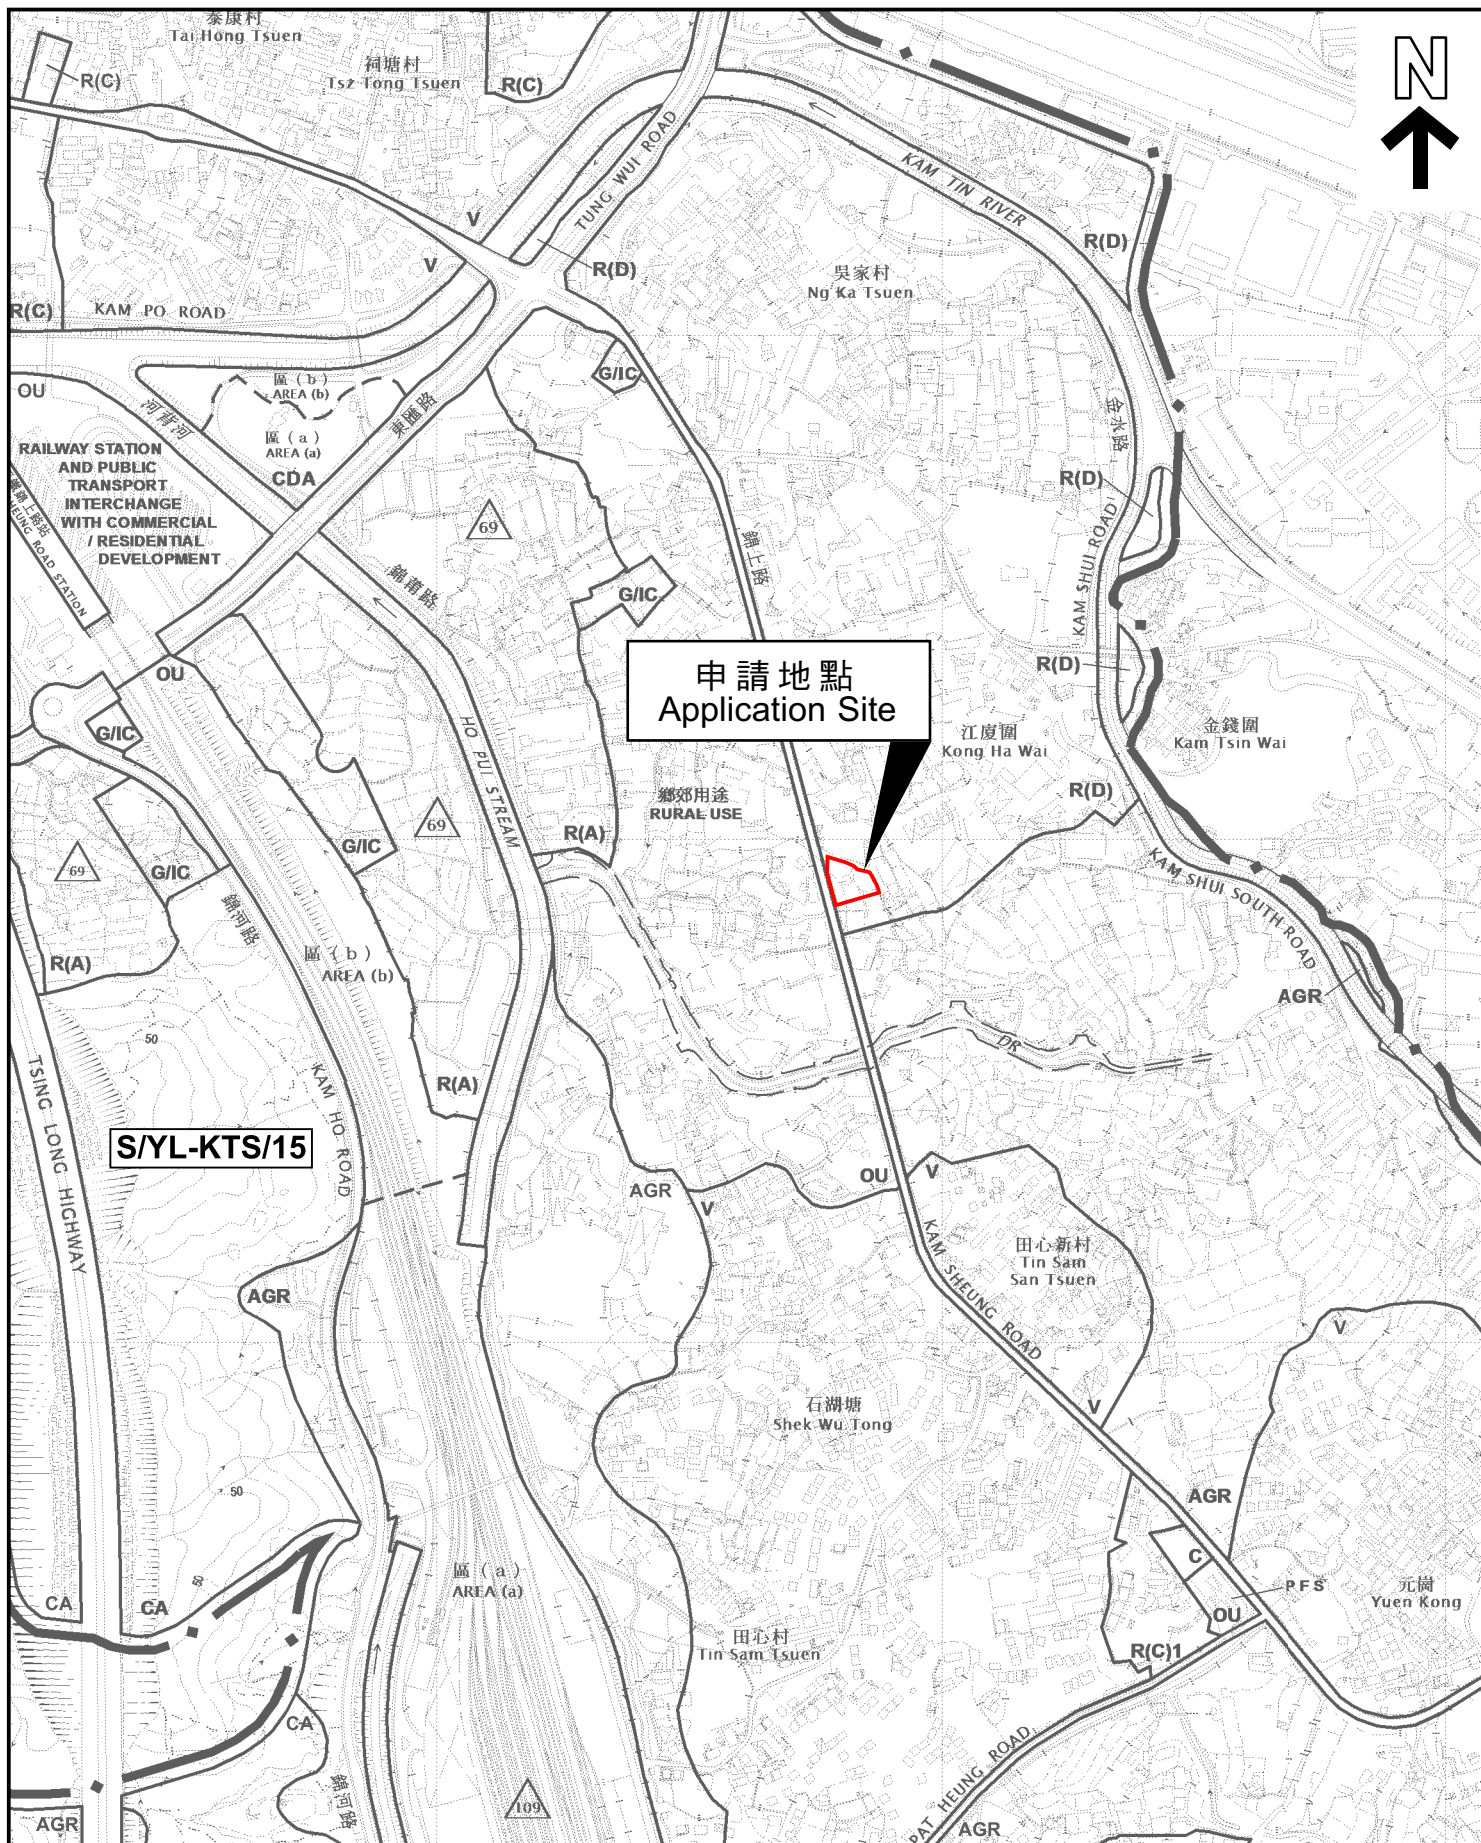 泰康村
Tai Hong Tsuen
祠塘村
Tsz Tong Tsuen
N
R(C)
R(C)
TUNG WUI ROAD
KAM TIN RIVER
V
V
R(D)
R(D)
吳家村
Ng Ka Tsuen
R(C)
KAM PO ROAD
OU
河背河
區 ( b )
AREA (b)
區 ( a )
AREA (a)
CDA
東匯路
G/IC
金水路
RAILWAY STATION
AND PUBLIC
TRANSPORT
INTERCHANGE
WITH COMMERCIAL
/ RESIDENTIAL
DEVELOPMENT
R(D)
KAM SHUI ROAD
69
錦上路
錦莆路
G/IC
申請地點
Application Site
R(D)
OU
G/IC
HO PUI STREAM
江廈圍
Kong Ha Wai
金錢圍
Kam Tsin Wai
鄉郊用途
RURAL USE
R(D)
69
R(A)
G/IC
69
G/IC
KAM SHUI SOUTH ROAD
錦河路
區 ( b )
AREA (b)
R(A)
AGR
50
DR
TSING LONG HIGHWAY
KAM HO ROAD
R(A)
S/YL-KTS/15
AGR
V
OU
V
KAM SHEUNG ROAD
田心新村
Tin Sam
San Tsuen
AGR
V
石湖塘
Shek Wu Tong
V
50
AGR
C
PFS
OU
元崗
Yuen Kong
區 ( a )
AREA (a)
50
CA
CA
田心村
Tin Sam Tsuen
R(C)1
CA
錦河路
109
PAT HEUNG ROAD
AGR
AGR